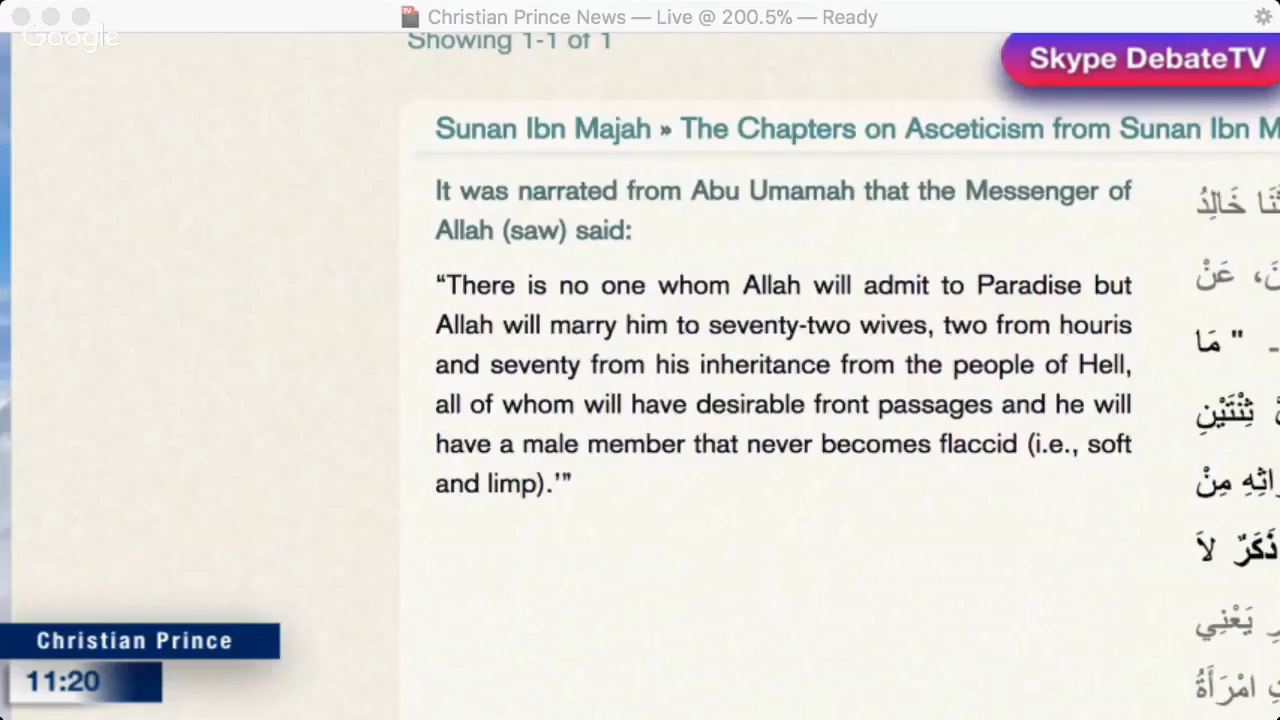 Christian Prince News — Live @ 200.5% — Ready
Google
Showing 1-1 of 1
Skype DebateTV
Sunan Ibn Majah » The Chapters on Asceticism from Sunan Ibn M
It was narrated from Abu Umamah that the Messenger of
Allah (saw) said:
“There is no one whom Allah will admit to Paradise but
Allah will marry him to seventy-two wives, two from houris
and seventy from his inheritance from the people of Hell,
all of whom will have desirable front passages and he will
have a male member that never becomes flaccid (i.e., soft
and limp).’”
خَالِدُ
عَنْ
" مَا
ثِنْتَيْنِ
مِنْ
ذَكَرٌ لاَ
يَعْنِي
امْرَأَةُ
Christian Prince
11:20